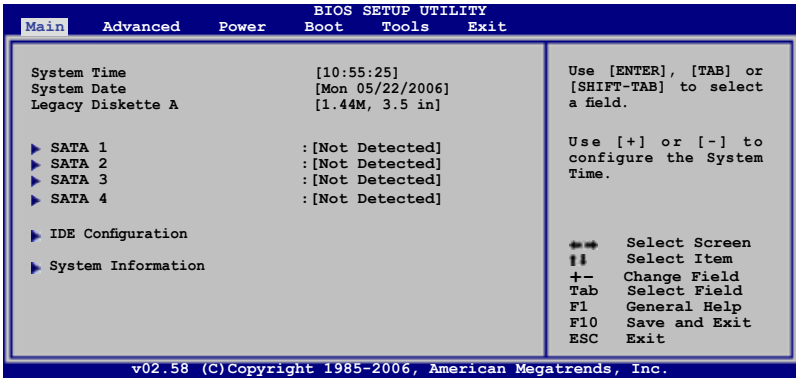 BIOS SETUP UTILITY
Main Advanced Power Boot Tools Exit
System Time [10:55:25]
System Date [Mon 05/22/2006]
Legacy Diskette A [1.44M, 3.5 in]
SATA 1 :[Not Detected]
SATA 2 :[Not Detected]
SATA 3 :[Not Detected]
SATA 4 :[Not Detected]
IDE Configuration
System Information
Use [ENTER], [TAB] or
[SHIFT-TAB] to select
a field.
Use [+] or [-] to
configure the System
Time.
Select Screen
Select Item
+- Change Field
Tab Select Field
F1 General Help
F10 Save and Exit
ESC Exit
v02.58 (C)Copyright 1985-2006, American Megatrends, Inc.